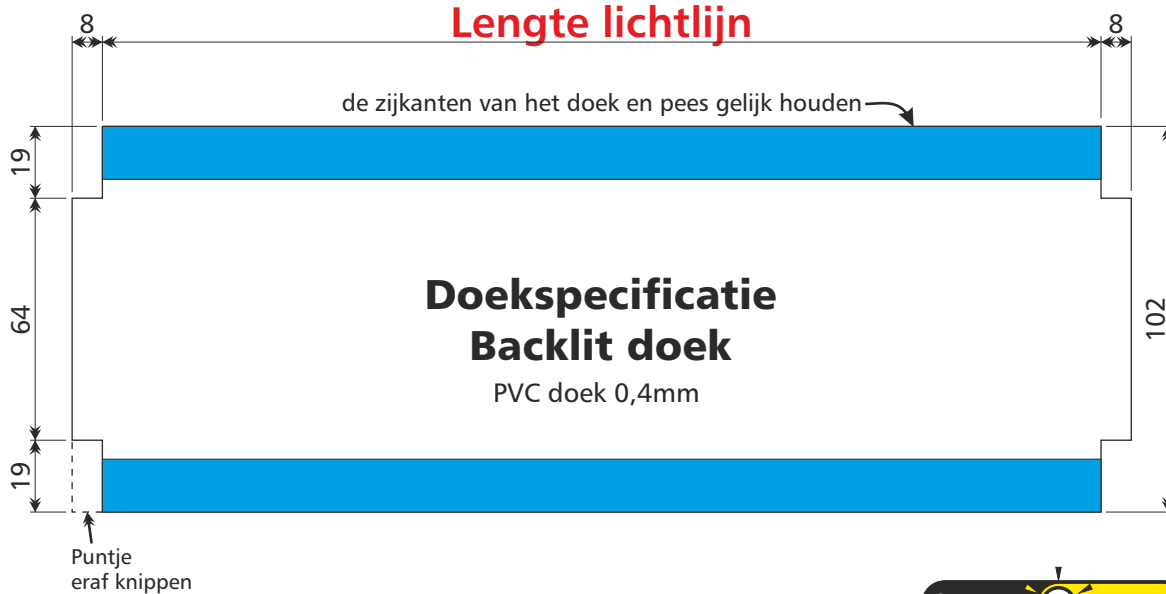 8
Lengte lichtlijn
8
de zijkanten van het doek en pees gelijk houden
19
64
19
102
Doekspecificatie
Backlit doek
PVC doek 0,4mm
Puntje
eraf knippen